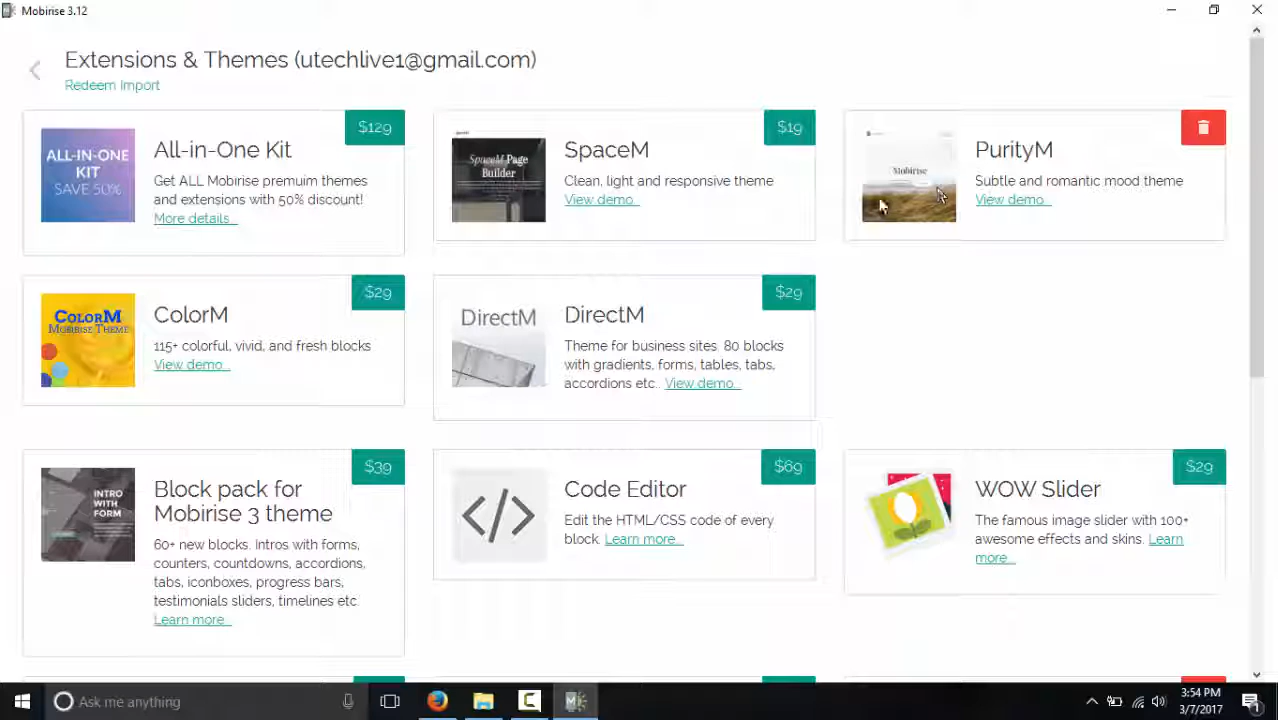 Mobirise 3.12
Extensions & Themes (utechlive1@gmail.com)
Redeem Import
$129
ALL-IN-ONE
KIT
SAVE 50%
All-in-One Kit
Get ALL Mobirise premuim themes
and extensions with 50% discount!
More details...
$19
SpaceM Page
Builder
SpaceM
Clean, light and responsive theme
View demo...
Mobirise
PurityM
Subtle and romantic mood theme
View demo...
$29
COLORM
MOBIRISE THEME
ColorM
115+ colorful, vivid, and fresh blocks
View demo...
$29
DirectM
DirectM
Theme for business sites. 80 blocks
with gradients, forms, tables, tabs,
accordions etc.. View demo...
$39
INTRO
WITH
FORM
Block pack for
Mobirise 3 theme
60+ new blocks. Intros with forms,
counters, countdowns, accordions,
tabs, iconboxes, progress bars,
testimonials sliders, timelines etc.
Learn more...
$69
</>
Code Editor
Edit the HTML/CSS code of every
block. Learn more...
$29
WOW Slider
The famous image slider with 100+
awesome effects and skins. Learn
more...
Ask me anything
3:54 PM
3/7/2017
1